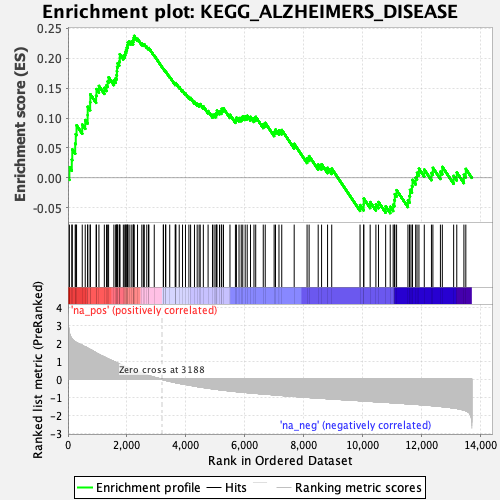 Enrichment plot: KEGG_ALZHEIMERS_DISEASE
Enrichment score (ES)
0.25
0.20
0.15
0.10
0.05
0.00
-0.05
'na_pos' (positively correlated)
Ranked list metric (PreRanked)
4
3
2
1
0
-1
-2
-3
Zero cross at 3188
'na_neg' (negatively correlated)
0 2,000 4,000 6,000 8,000 10,000 12,000 14,000
Rank in Ordered Dataset
Enrichment profile Hits Ranking metric scores